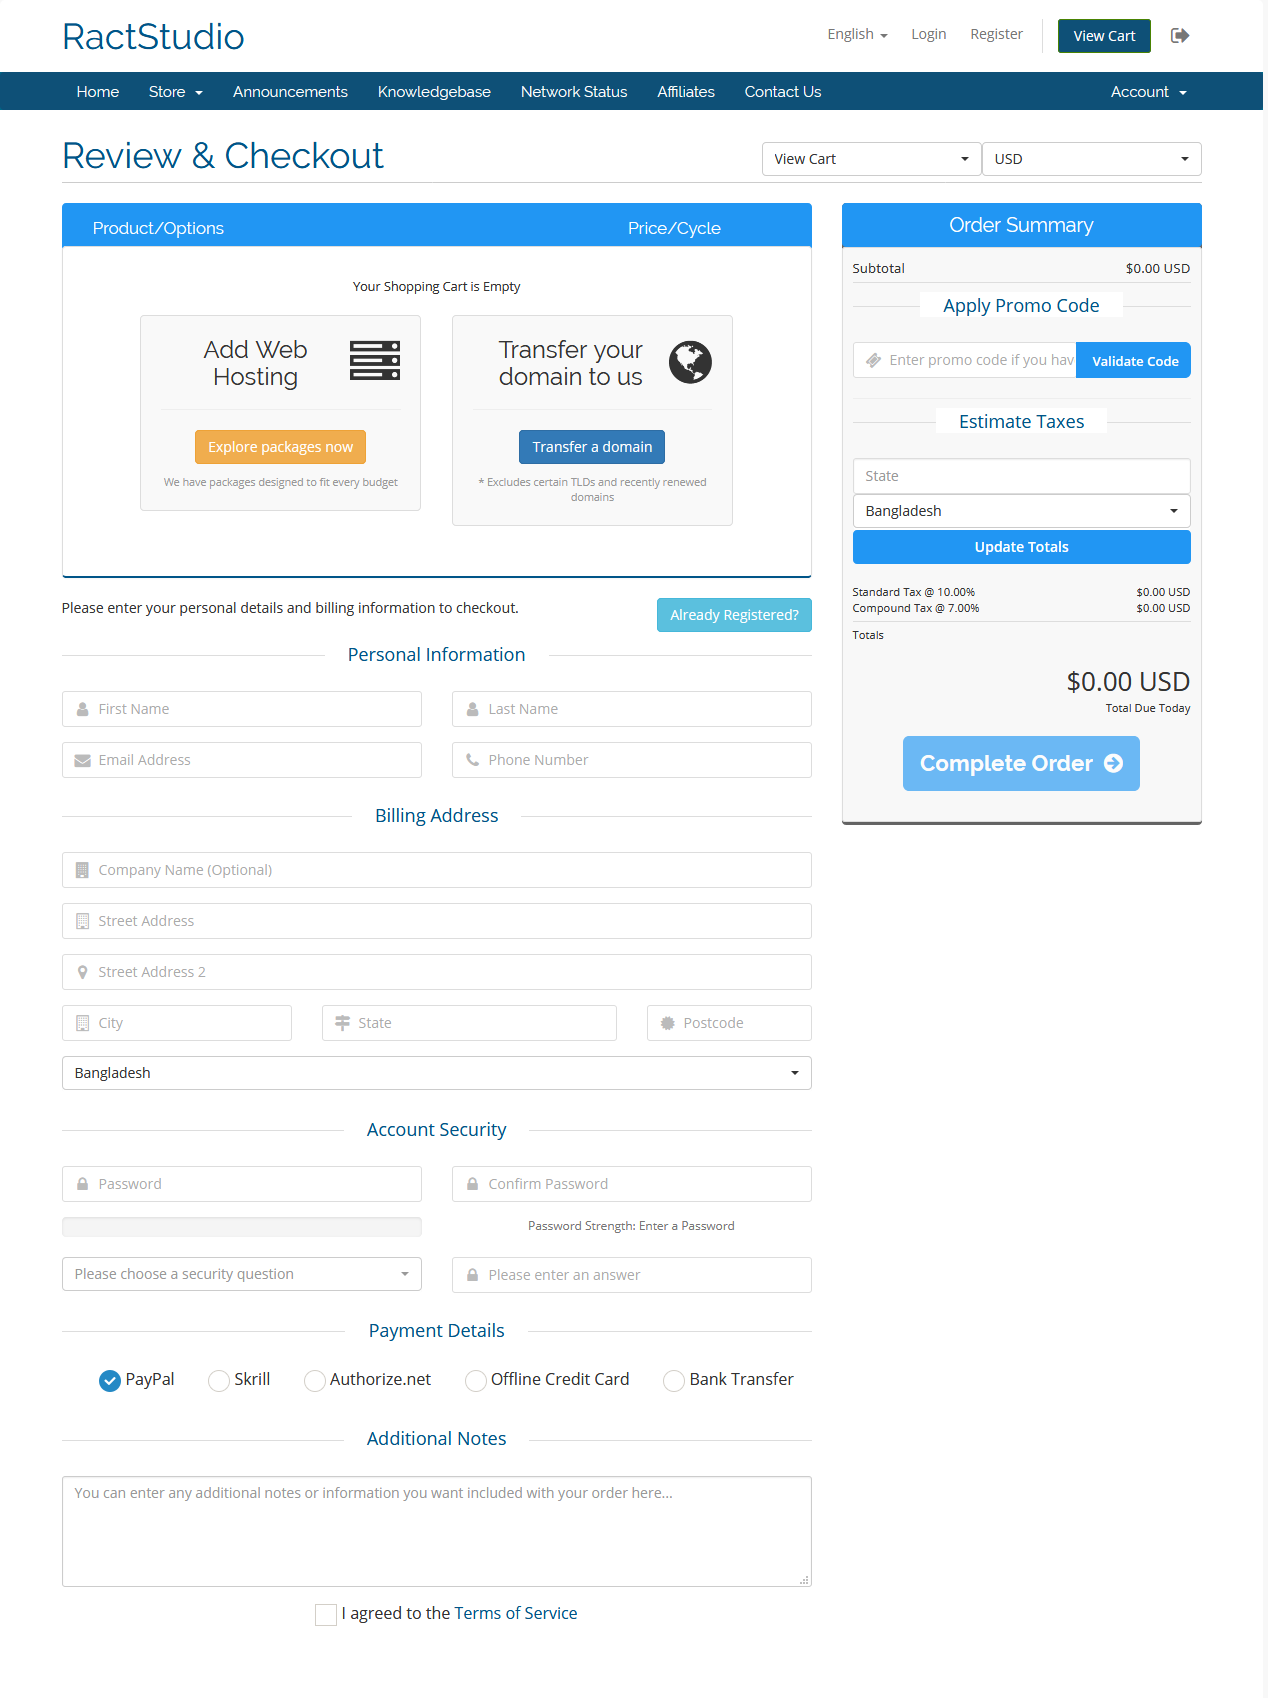 RactStudio
English
Login
Register
View Cart
Home
Store
Announcements
Knowledgebase
Network Status
Affiliates
Contact Us
Account
Review & Checkout
View Cart
USD
Product/Options
Price/Cycle
Your Shopping Cart is Empty
Add Web
Hosting
Explore packages now
We have packages designed to fit every budget
Transfer your
domain to us
Transfer a domain
* Excludes certain TLDs and recently renewed
domains
Order Summary
Subtotal $0.00 USD
Apply Promo Code
Enter promo code if you hav
Validate Code
Estimate Taxes
State
Bangladesh
Update Totals
Standard Tax @ 10.00% $0.00 USD
Compound Tax @ 7.00% $0.00 USD
Totals
$0.00 USD
Total Due Today
Complete Order
Please enter your personal details and billing information to checkout.
Already Registered?
Personal Information
First Name
Last Name
Email Address
Phone Number
Billing Address
Company Name (Optional)
Street Address
Street Address 2
City
State
Postcode
Bangladesh
Account Security
Password
Confirm Password
Password Strength: Enter a Password
Please choose a security question
Please enter an answer
Payment Details
PayPal
Skrill
Authorize.net
Offline Credit Card
Bank Transfer
Additional Notes
You can enter any additional notes or information you want included with your order here...
I agreed to the Terms of Service